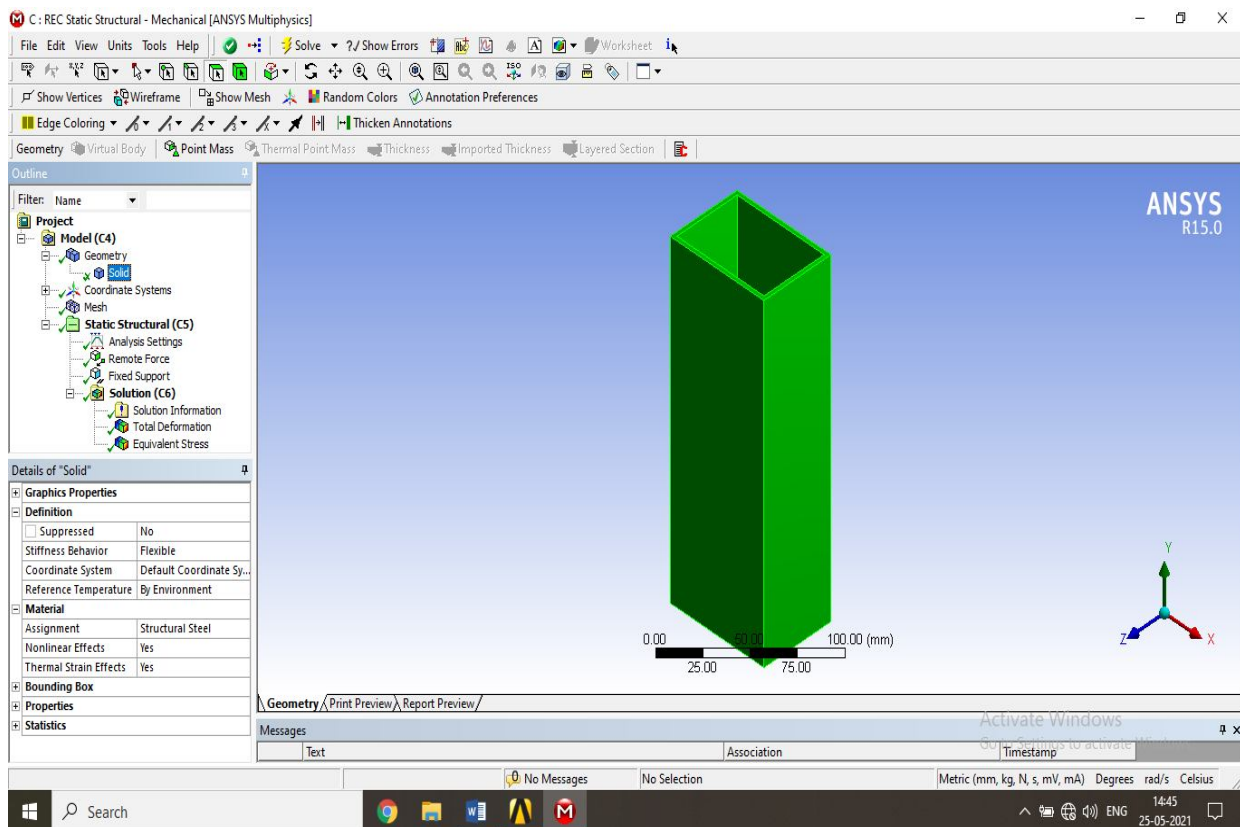 C : REC Static Structural - Mechanical [ANSYS Multiphysics]
File Edit View Units Tools Help Solve ?/ Show Errors Worksheet
Show Vertices Wireframe Show Mesh Random Colors Annotation Preferences
Edge Coloring Thicken Annotations
Geometry Virtual Body Point Mass Thermal Point Mass Thickness Imported Thickness Layered Section
Outline
Filter: Name
Project
Model (C4)
Geometry
Solid
Coordinate Systems
Mesh
Static Structural (C5)
Analysis Settings
Remote Force
Fixed Support
Solution (C6)
Solution Information
Total Deformation
Equivalent Stress
Details of "Solid"
Graphics Properties
Definition
Suppressed No
Stiffness Behavior Flexible
Coordinate System Default Coordinate Sy...
Reference Temperature By Environment
Material
Assignment Structural Steel
Nonlinear Effects Yes
Thermal Strain Effects Yes
Bounding Box
Properties
Statistics
ANSYS
R15.0
Y
Z X
0.00 50.00 100.00 (mm)
25.00 75.00
Geometry Print Preview Report Preview
Messages
Text Association Timestamp
Activate Windows
Go to Settings to activate Windows.
No Messages No Selection Metric (mm, kg, N, s, mV, mA) Degrees rad/s Celsius
Search
ENG
14:45
25-05-2021